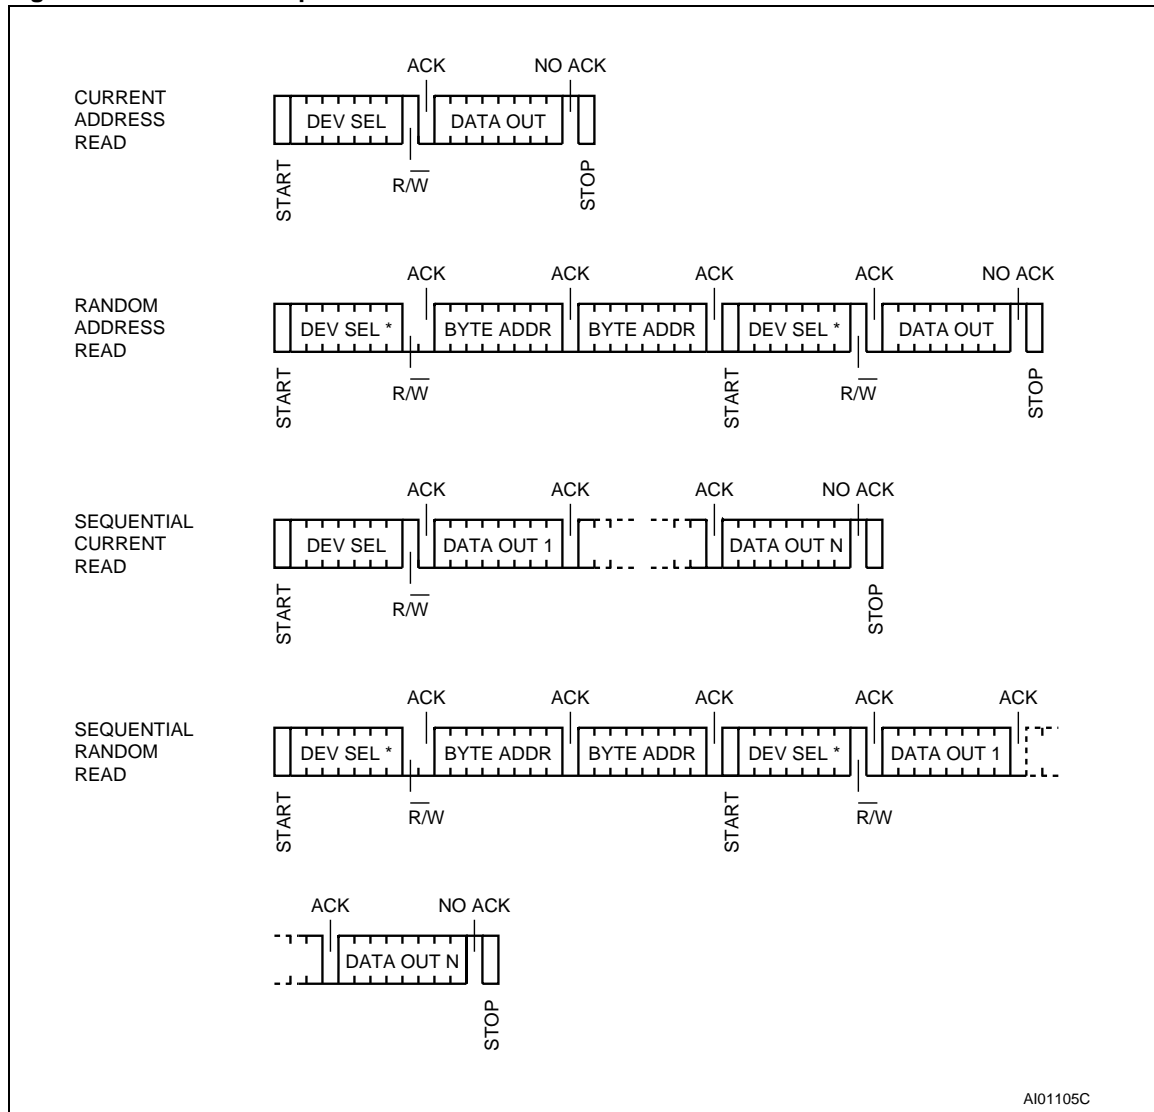 ACK NO ACK
CURRENT
ADDRESS
READ
DEV SEL DATA OUT
START R/W̅ STOP
ACK ACK ACK ACK NO ACK
RANDOM
ADDRESS
READ
DEV SEL * BYTE ADDR BYTE ADDR DEV SEL * DATA OUT
START R/W̅ START R/W̅ STOP
ACK ACK ACK NO ACK
SEQUENTIAL
CURRENT
READ
DEV SEL DATA OUT 1 DATA OUT N
START R/W̅ STOP
ACK ACK ACK ACK ACK
SEQUENTIAL
RANDOM
READ
DEV SEL * BYTE ADDR BYTE ADDR DEV SEL * DATA OUT 1
START R̅/W START R̅/W
ACK NO ACK
DATA OUT N
STOP
AI01105C